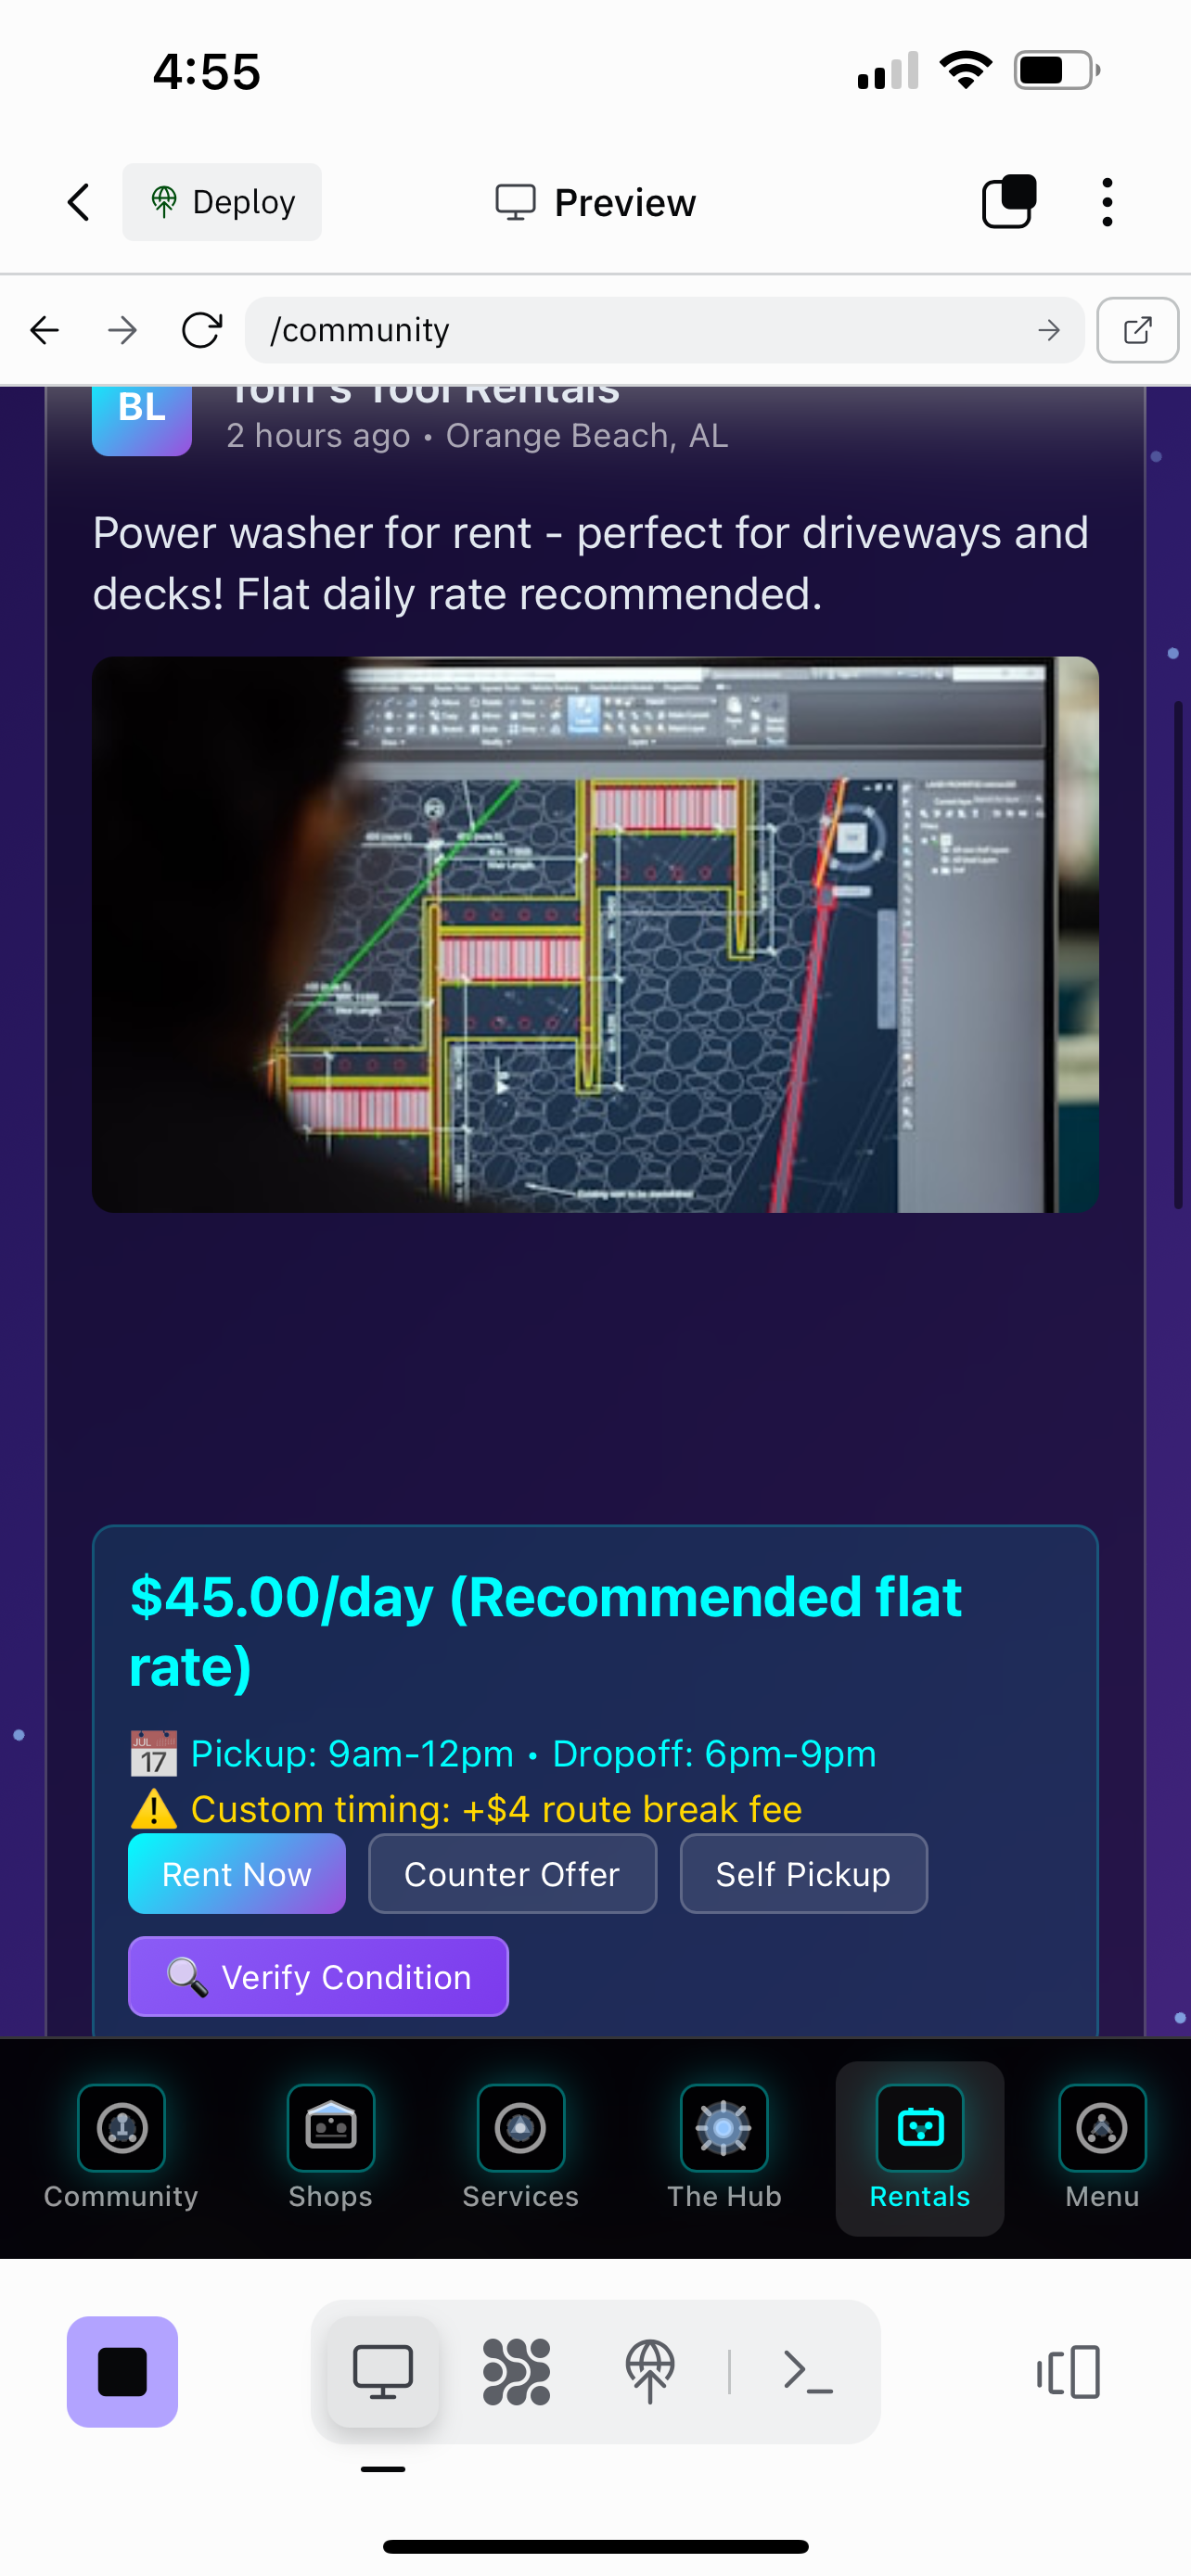 4:55
Deploy
Preview
/community
BL
Tom's Tool Rentals
2 hours ago • Orange Beach, AL
Power washer for rent - perfect for driveways and
decks! Flat daily rate recommended.
$45.00/day (Recommended flat
rate)
JUL
17
Pickup: 9am-12pm • Dropoff: 6pm-9pm
Custom timing: +$4 route break fee
Rent Now
Counter Offer
Self Pickup
Verify Condition
Community
Shops
Services
The Hub
Rentals
Menu